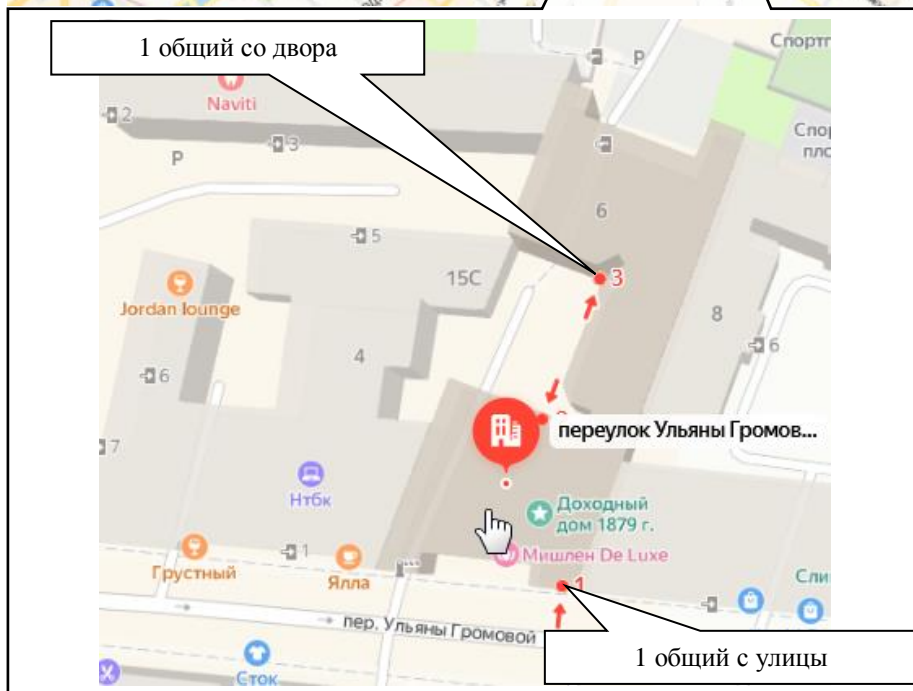 1 общий со двора
Спорт
P
Naviti
2
3
P
Спор
пло
6
5
15С
3
Jordan lounge
8
6
4
6
переулок Ульяны Громов...
7
Нтбк
Доходный
дом 1879 г.
1
Мишлен De Luxe
Грустный
Ялла
1
Сли
пер. Ульяны Громовой
1 общий с улицы
Сток